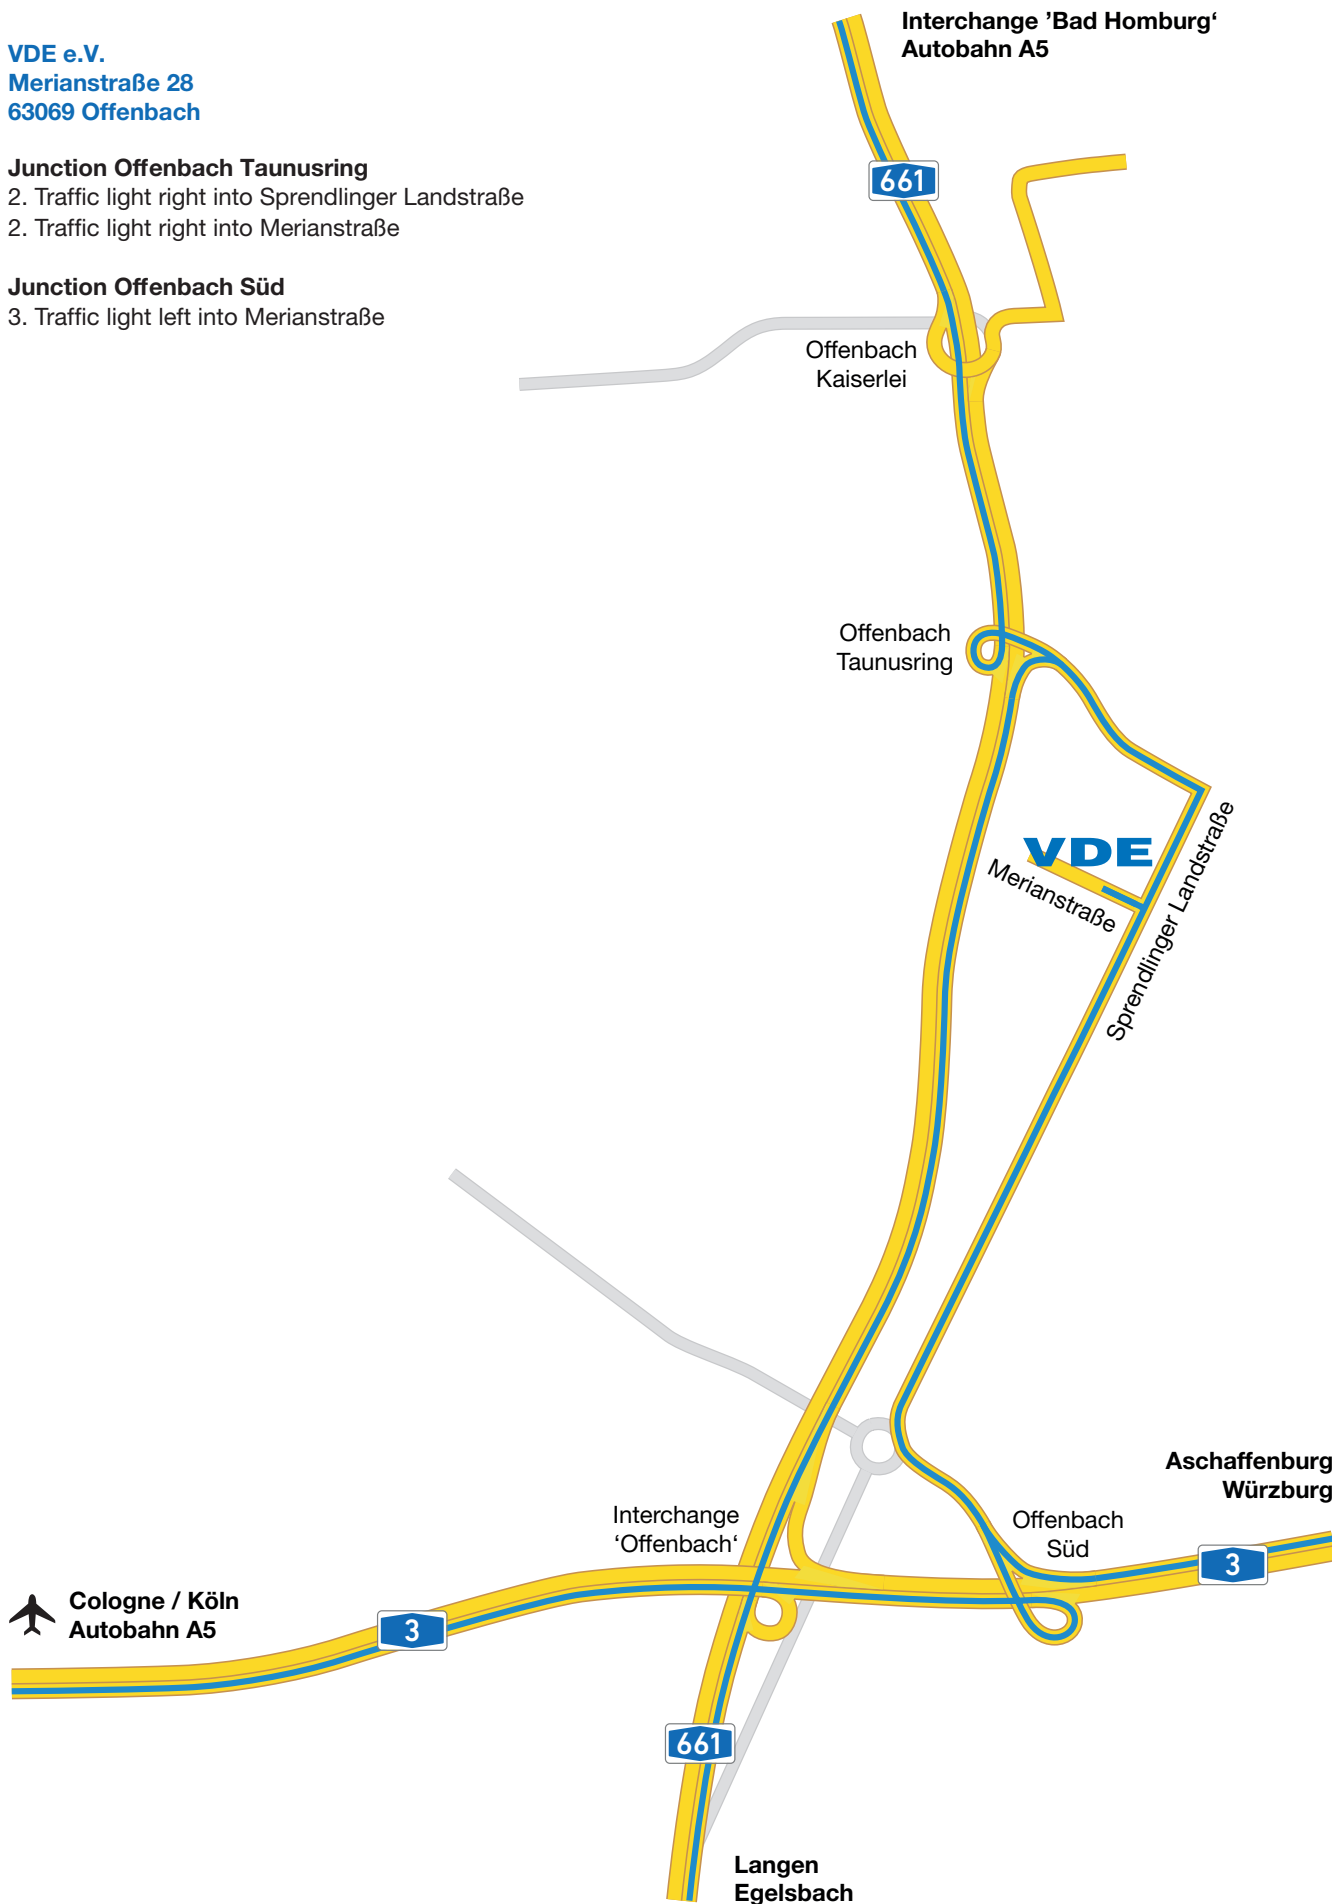 VDE e.V.
Merianstraße 28
63069 Offenbach
Junction Offenbach Taunusring
2. Traffic light right into Sprendlinger Landstraße
2. Traffic light right into Merianstraße
Junction Offenbach Süd
3. Traffic light left into Merianstraße
Interchange ’Bad Homburg‘
Autobahn A5
661
Offenbach
Kaiserlei
Offenbach
Taunusring
VDE
Merianstraße
Sprendlinger Landstraße
Aschaffenburg
Würzburg
Interchange
‘Offenbach‘
Offenbach
Süd
3
Cologne / Köln
Autobahn A5
3
661
Langen
Egelsbach